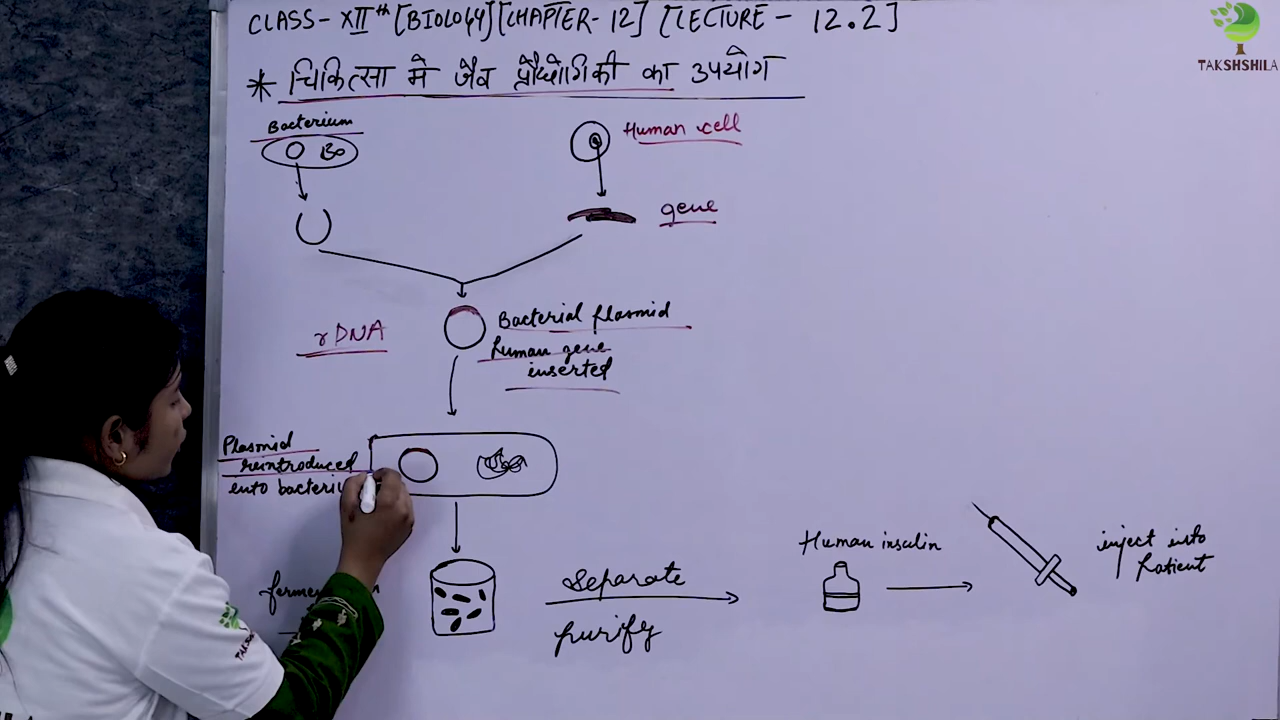 CLASS - XIIth [BIOLOGY] [CHAPTER - 12] [LECTURE - 12.2]
TAKSHSHILA
* चिकित्सा में जैव प्रौद्योगिकी का उपयोग
Bacterium
Human cell
gene
rDNA
Bacterial plasmid
human gene
inserted
Plasmid
reintroduced
into
Separate
purify
Human insulin
inject into
Patient